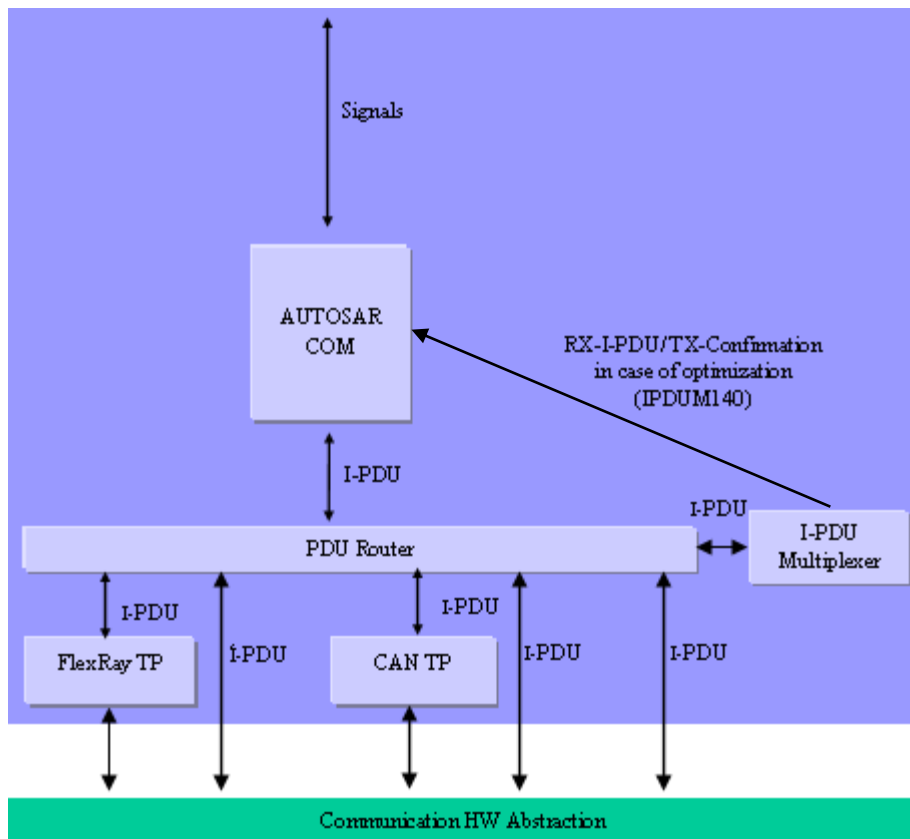 Signals
AUTOSAR
COM
RX-I-PDU/TX-Confirmation
in case of optimization
(IPDUM140)
I-PDU
I-PDU
PDU Router
I-PDU
Multiplexer
I-PDU
I-PDU
I-PDU
I-PDU
I-PDU
FlexRay TP
CAN TP
Communication HW Abstraction